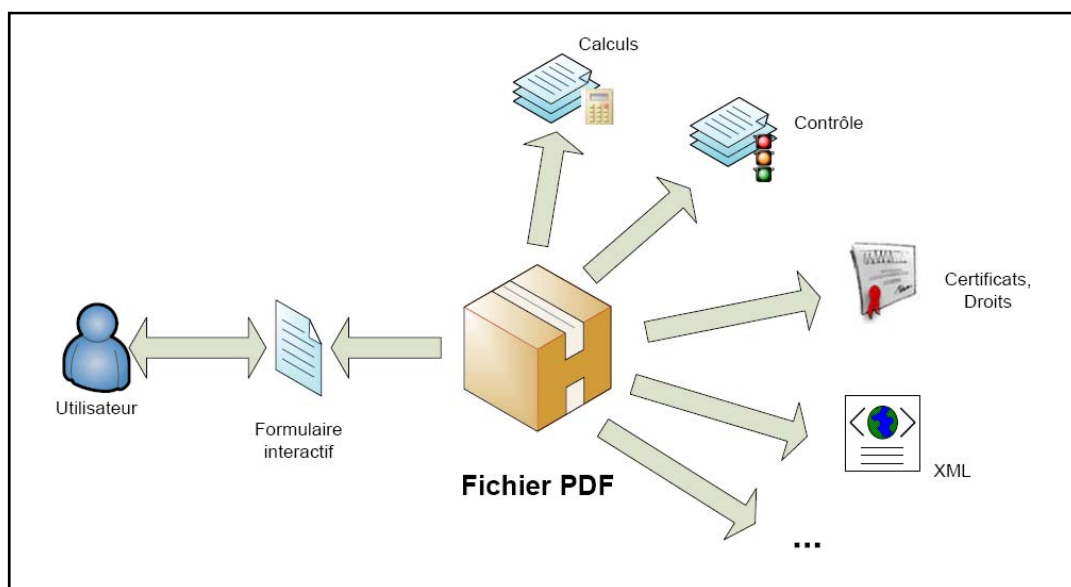 Calculs
Contrôle
Certificats,
Droits
Utilisateur
Formulaire
interactif
Fichier PDF
XML
...